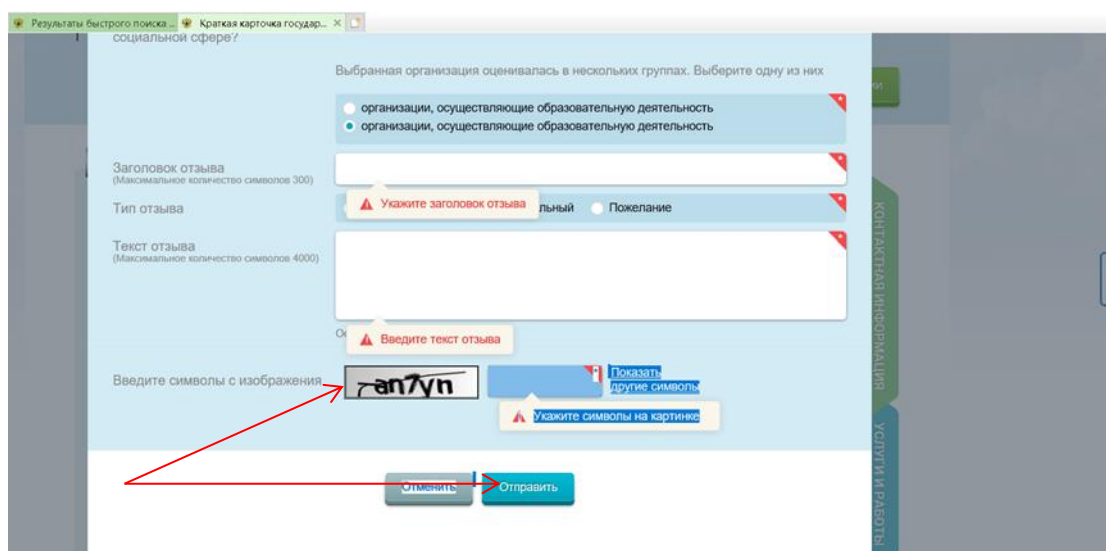 Результаты быстрого поиска ...
Краткая карточка государ...
социальной сфере?
Выбранная организация оценивалась в нескольких группах. Выберите одну из них
организации, осуществляющие образовательную деятельность
организации, осуществляющие образовательную деятельность
Заголовок отзыва
(Максимальное количество символов 300)
Укажите заголовок отзыва
Тип отзыва
льный
Пожелание
Текст отзыва
(Максимальное количество символов 4000)
Введите текст отзыва
Введите символы с изображения
an7yn
Показать
другие символы
Укажите символы на картинке
Отменить
Отправить
КОНТАКТНАЯ ИНФОРМАЦИЯ
УСЛУГИ И РАБОТЫ